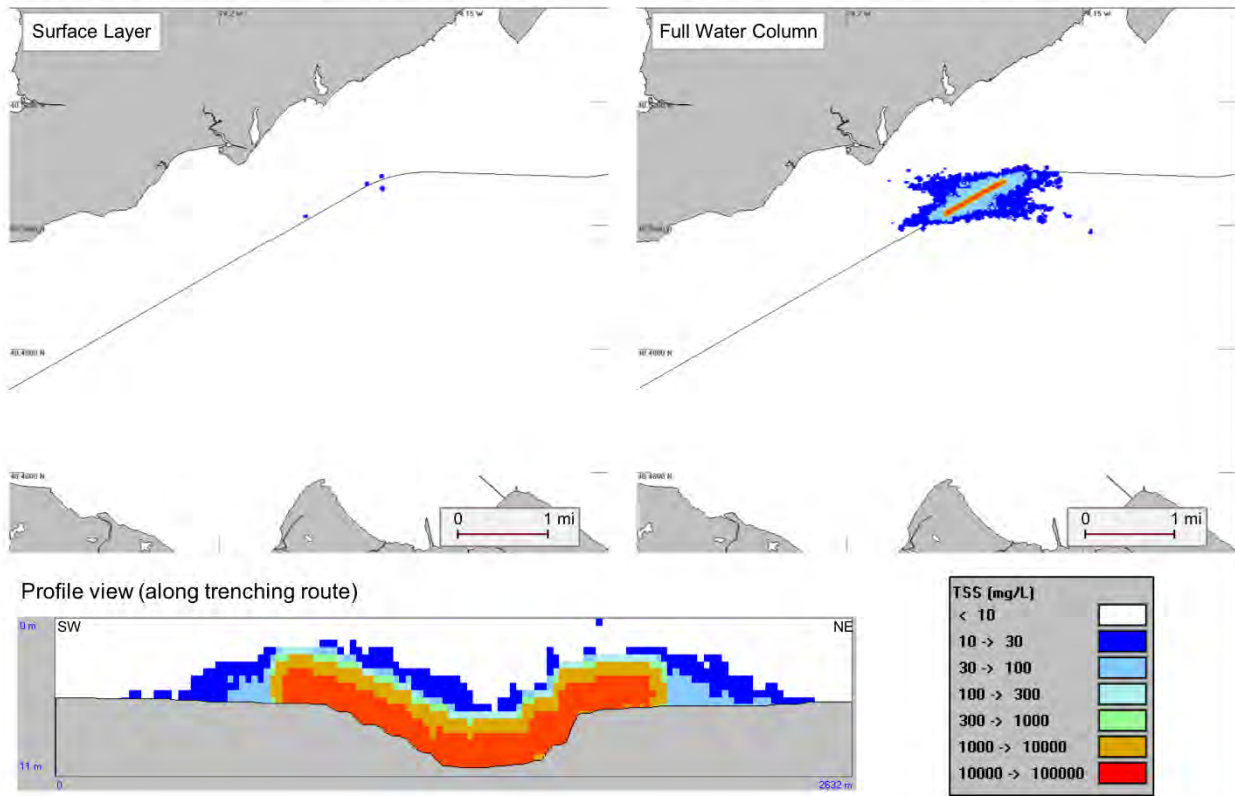 Surface Layer
Full Water Column
0 1 mi
0 1 mi
Profile view (along trenching route)
SW
NE
11 m
0
2632 m
TSS (mg/L)
< 10
10 -> 30
30 -> 100
100 -> 300
300 -> 1000
1000 -> 10000
10000 -> 100000